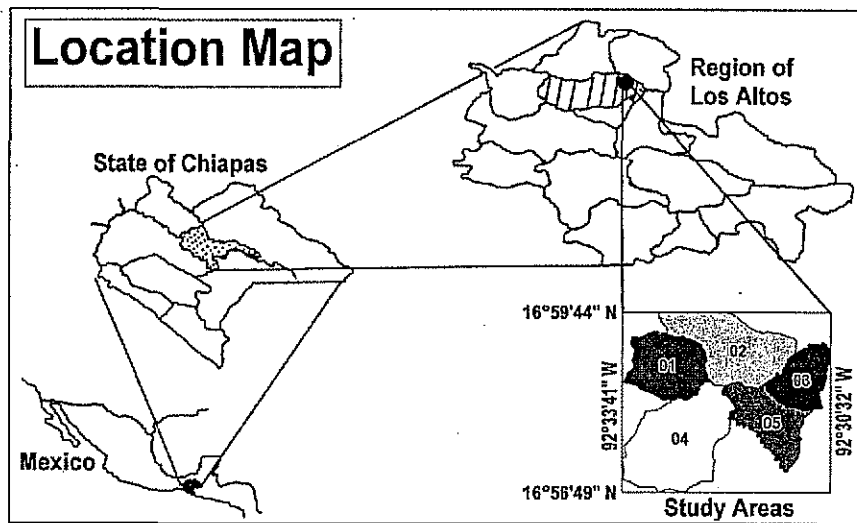 Location Map
Region of
Los Altos
State of Chiapas
16°59'44" N
92°33'41" W
92°30'32" W
01
02
03
04
05
Mexico
16°56'49" N
Study Areas